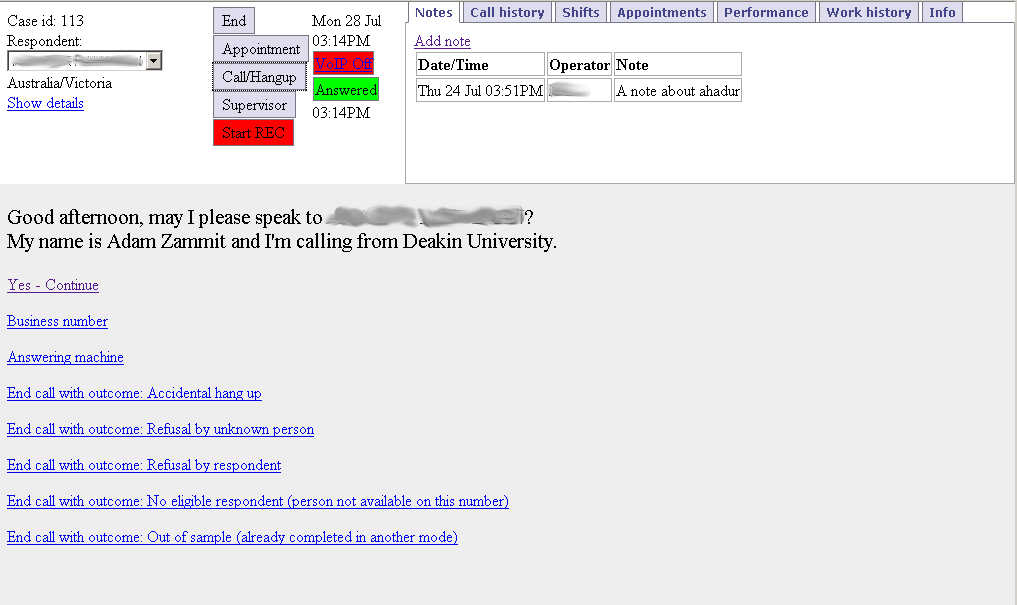 Case id: 113
Respondent:
Australia/Victoria
Show details
End
Appointment
Call/Hangup
Supervisor
Start REC
Mon 28 Jul
03:14PM
VoIP Off
Answered
03:14PM
Notes Call history Shifts Appointments Performance Work history Info
Add note
Date/Time Operator Note
Thu 24 Jul 03:51PM A note about ahadur
Good afternoon, may I please speak to ?
My name is Adam Zammit and I'm calling from Deakin University.
Yes - Continue
Business number
Answering machine
End call with outcome: Accidental hang up
End call with outcome: Refusal by unknown person
End call with outcome: Refusal by respondent
End call with outcome: No eligible respondent (person not available on this number)
End call with outcome: Out of sample (already completed in another mode)